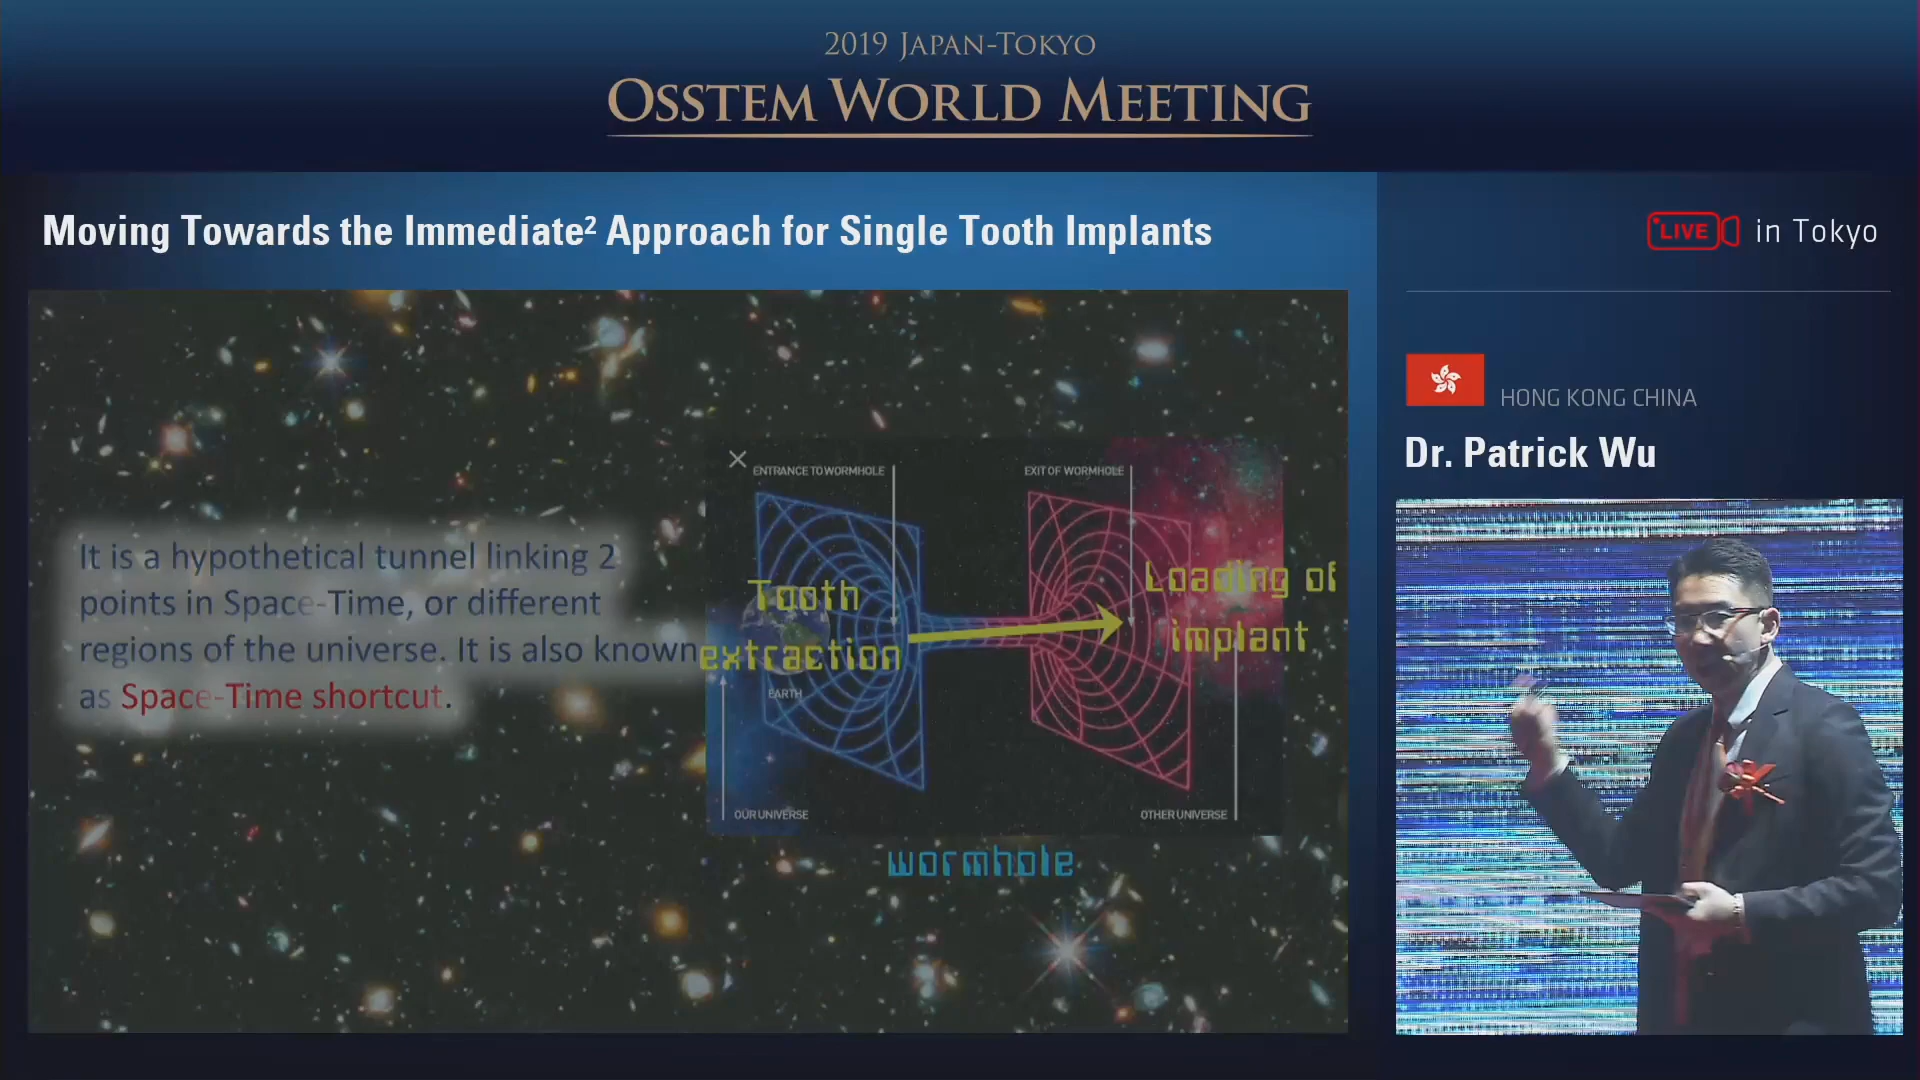 2019 JAPAN-TOKYO
OSSTEM WORLD MEETING
Moving Towards the Immediate² Approach for Single Tooth Implants
LIVE in Tokyo
HONG KONG CHINA
Dr. Patrick Wu
It is a hypothetical tunnel linking 2
points in Space-Time, or different
regions of the universe. It is also known
as Space-Time shortcut.
ENTRANCE TO WORMHOLE
EXIT OF WORMHOLE
Tooth
extraction
Loading of
implant
EARTH
OUR UNIVERSE
OTHER UNIVERSE
wormhole